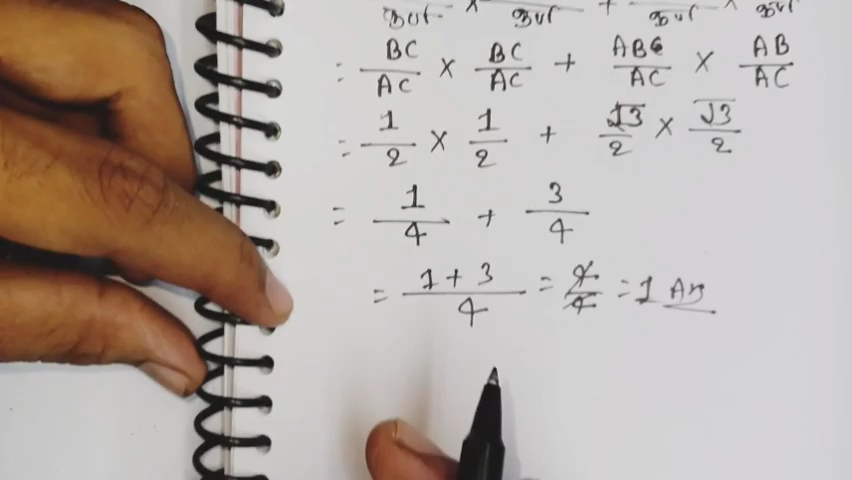 × + ×
= BC/AC × BC/AC + ABC/AC × AB/AC
= 1/2 × 1/2 + √3/2 × √3/2
= 1/4 + 3/4
= 1+3/4 = 4/4 = 1 Ans